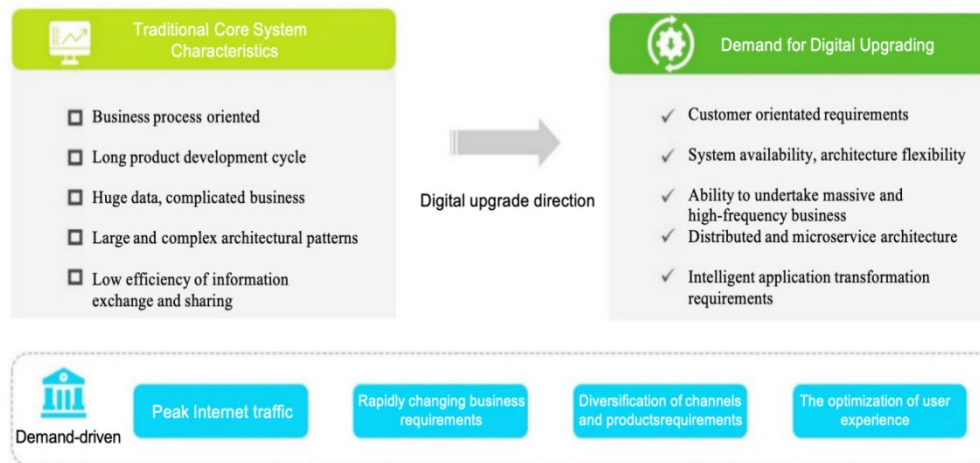 Traditional Core System
Characteristics
Business process oriented
Long product development cycle
Huge data, complicated business
Large and complex architectural patterns
Low efficiency of information
exchange and sharing
Digital upgrade direction
Demand for Digital Upgrading
Customer orientated requirements
System availability, architecture flexibility
Ability to undertake massive and
high-frequency business
Distributed and microservice architecture
Intelligent application transformation
requirements
Demand-driven
Peak Internet traffic
Rapidly changing business
requirements
Diversification of channels
and productsrequirements
The optimization of user
experience